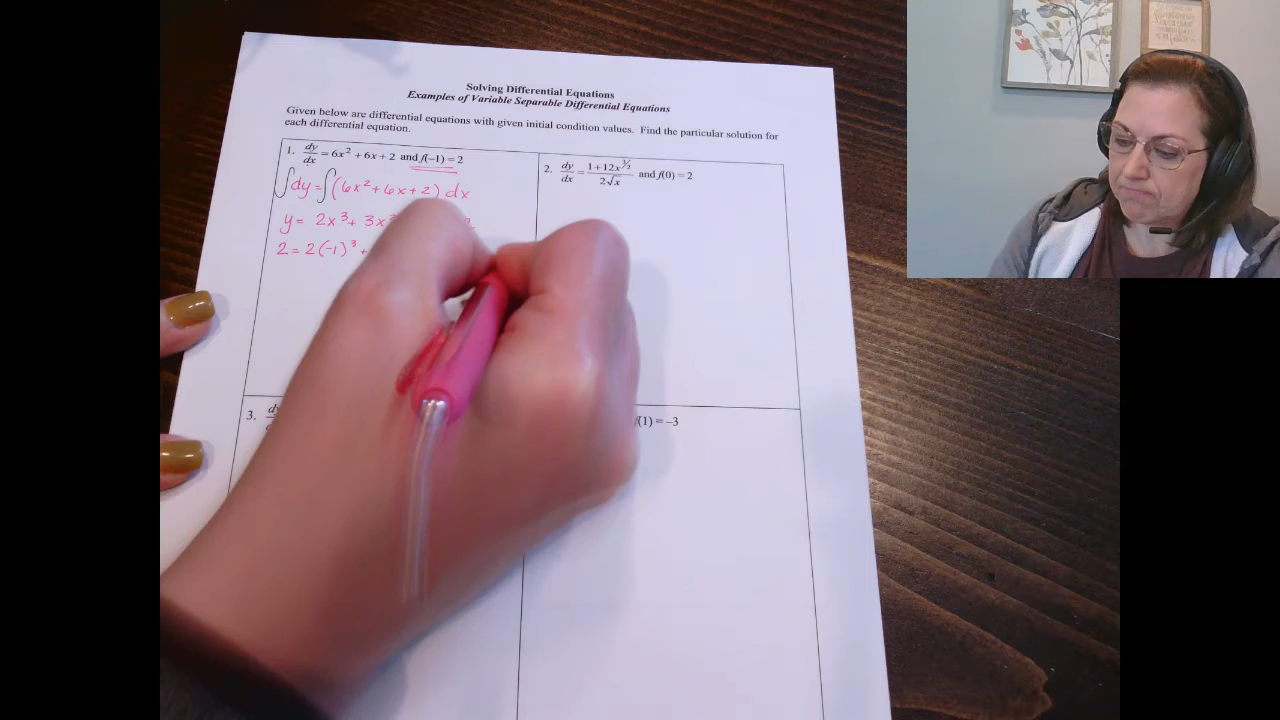 Solving Differential Equations
Examples of Variable Separable Differential Equations
Given below are differential equations with given initial condition values. Find the particular solution for
each differential equation.
1. dy/dx = 6x² + 6x + 2 and f(−1) = 2
∫dy = ∫(6x² + 6x + 2) dx
y = 2x³ + 3x
2 = 2(-1)³ +
2. dy/dx = (1+12x^(3/2))/(2√x) and f(0) = 2
3.
f(1) = −3